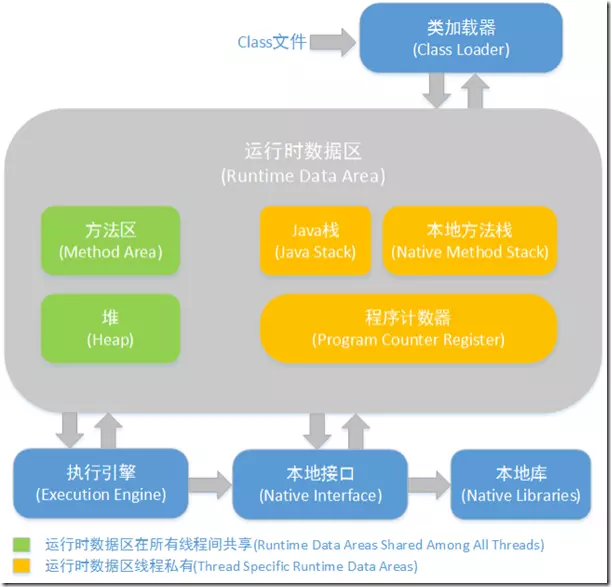 Class文件
类加载器
(Class Loader)
运行时数据区
(Runtime Data Area)
方法区
(Method Area)
Java栈
(Java Stack)
本地方法栈
(Native Method Stack)
堆
(Heap)
程序计数器
(Program Counter Register)
执行引擎
(Execution Engine)
本地接口
(Native Interface)
本地库
(Native Libraries)
运行时数据区在所有线程间共享(Runtime Data Areas Shared Among All Threads)
运行时数据区线程私有(Thread Specific Runtime Data Areas)